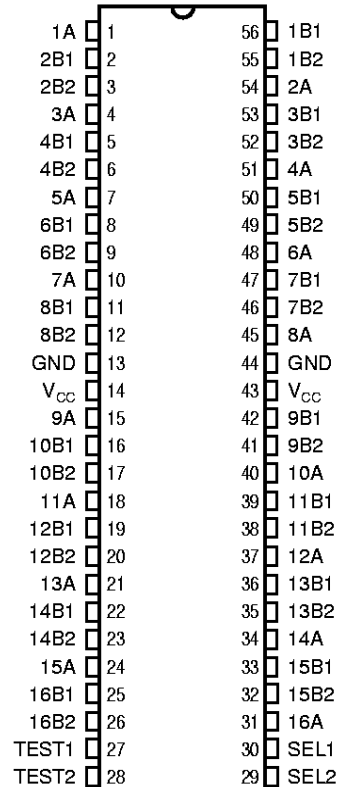 1A 1 56 1B1
2B1 2 55 1B2
2B2 3 54 2A
3A 4 53 3B1
4B1 5 52 3B2
4B2 6 51 4A
5A 7 50 5B1
6B1 8 49 5B2
6B2 9 48 6A
7A 10 47 7B1
8B1 11 46 7B2
8B2 12 45 8A
GND 13 44 GND
VCC 14 43 VCC
9A 15 42 9B1
10B1 16 41 9B2
10B2 17 40 10A
11A 18 39 11B1
12B1 19 38 11B2
12B2 20 37 12A
13A 21 36 13B1
14B1 22 35 13B2
14B2 23 34 14A
15A 24 33 15B1
16B1 25 32 15B2
16B2 26 31 16A
TEST1 27 30 SEL1
TEST2 28 29 SEL2